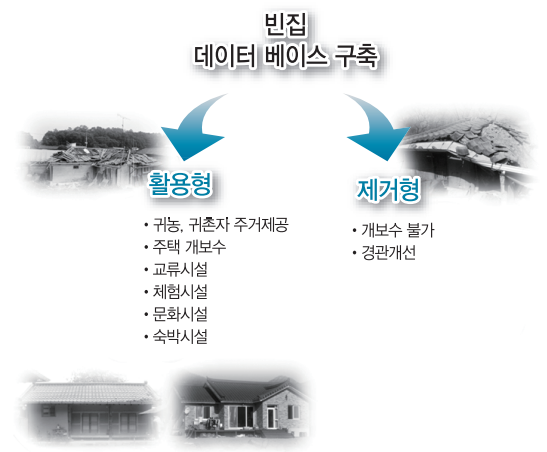 빈집
데이터 베이스 구축
활용형
• 귀농, 귀촌자 주거제공
• 주택 개보수
• 교류시설
• 체험시설
• 문화시설
• 숙박시설
제거형
• 개보수 불가
• 경관개선